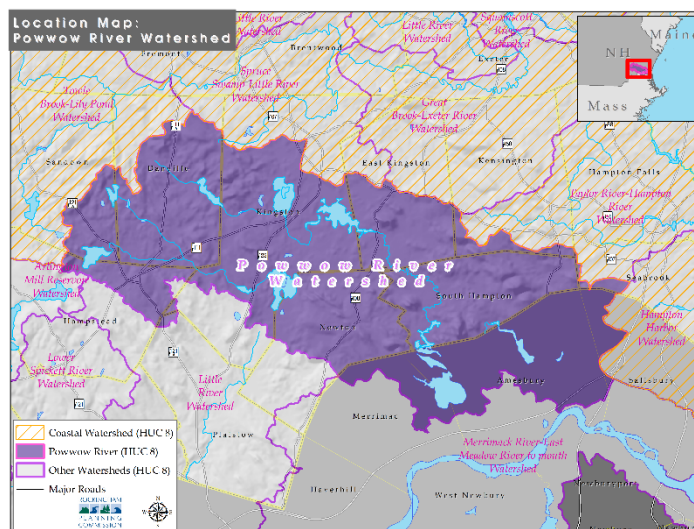 Location Map:
Powwow River Watershed
Little River
Watershed
Fremont
Brentwood
Little River
Watershed
Squamscott
River
Watershed
Exeter
NH
Maine
Mass
Spruce
Swamp-Little River
Watershed
Towle
Brook-Lily Pond
Watershed
Great
Brook-Exeter River
Watershed
Sandown
Danville
East Kingston
Kensington
Hampton Falls
Kingston
Taylor River-Hampton
River
Watershed
Powwow River
Watershed
Seabrook
Mill Reservoir
Watershed
Hampstead
South Hampton
Newton
Hampton
Harbor
Watershed
Lower
Spickett River
Watershed
Little
River
Watershed
Amesbury
Salisbury
Merrimac
Plaistow
Merrimack River-East
Meadow River to mouth
Watershed
Haverhill
West Newbury
Newburyport
Coastal Watershed (HUC 8)
Powwow River (HUC 8)
Other Watersheds (HUC 8)
Major Roads
ROCKINGHAM
PLANNING
COMMISSION
N
W
E
S